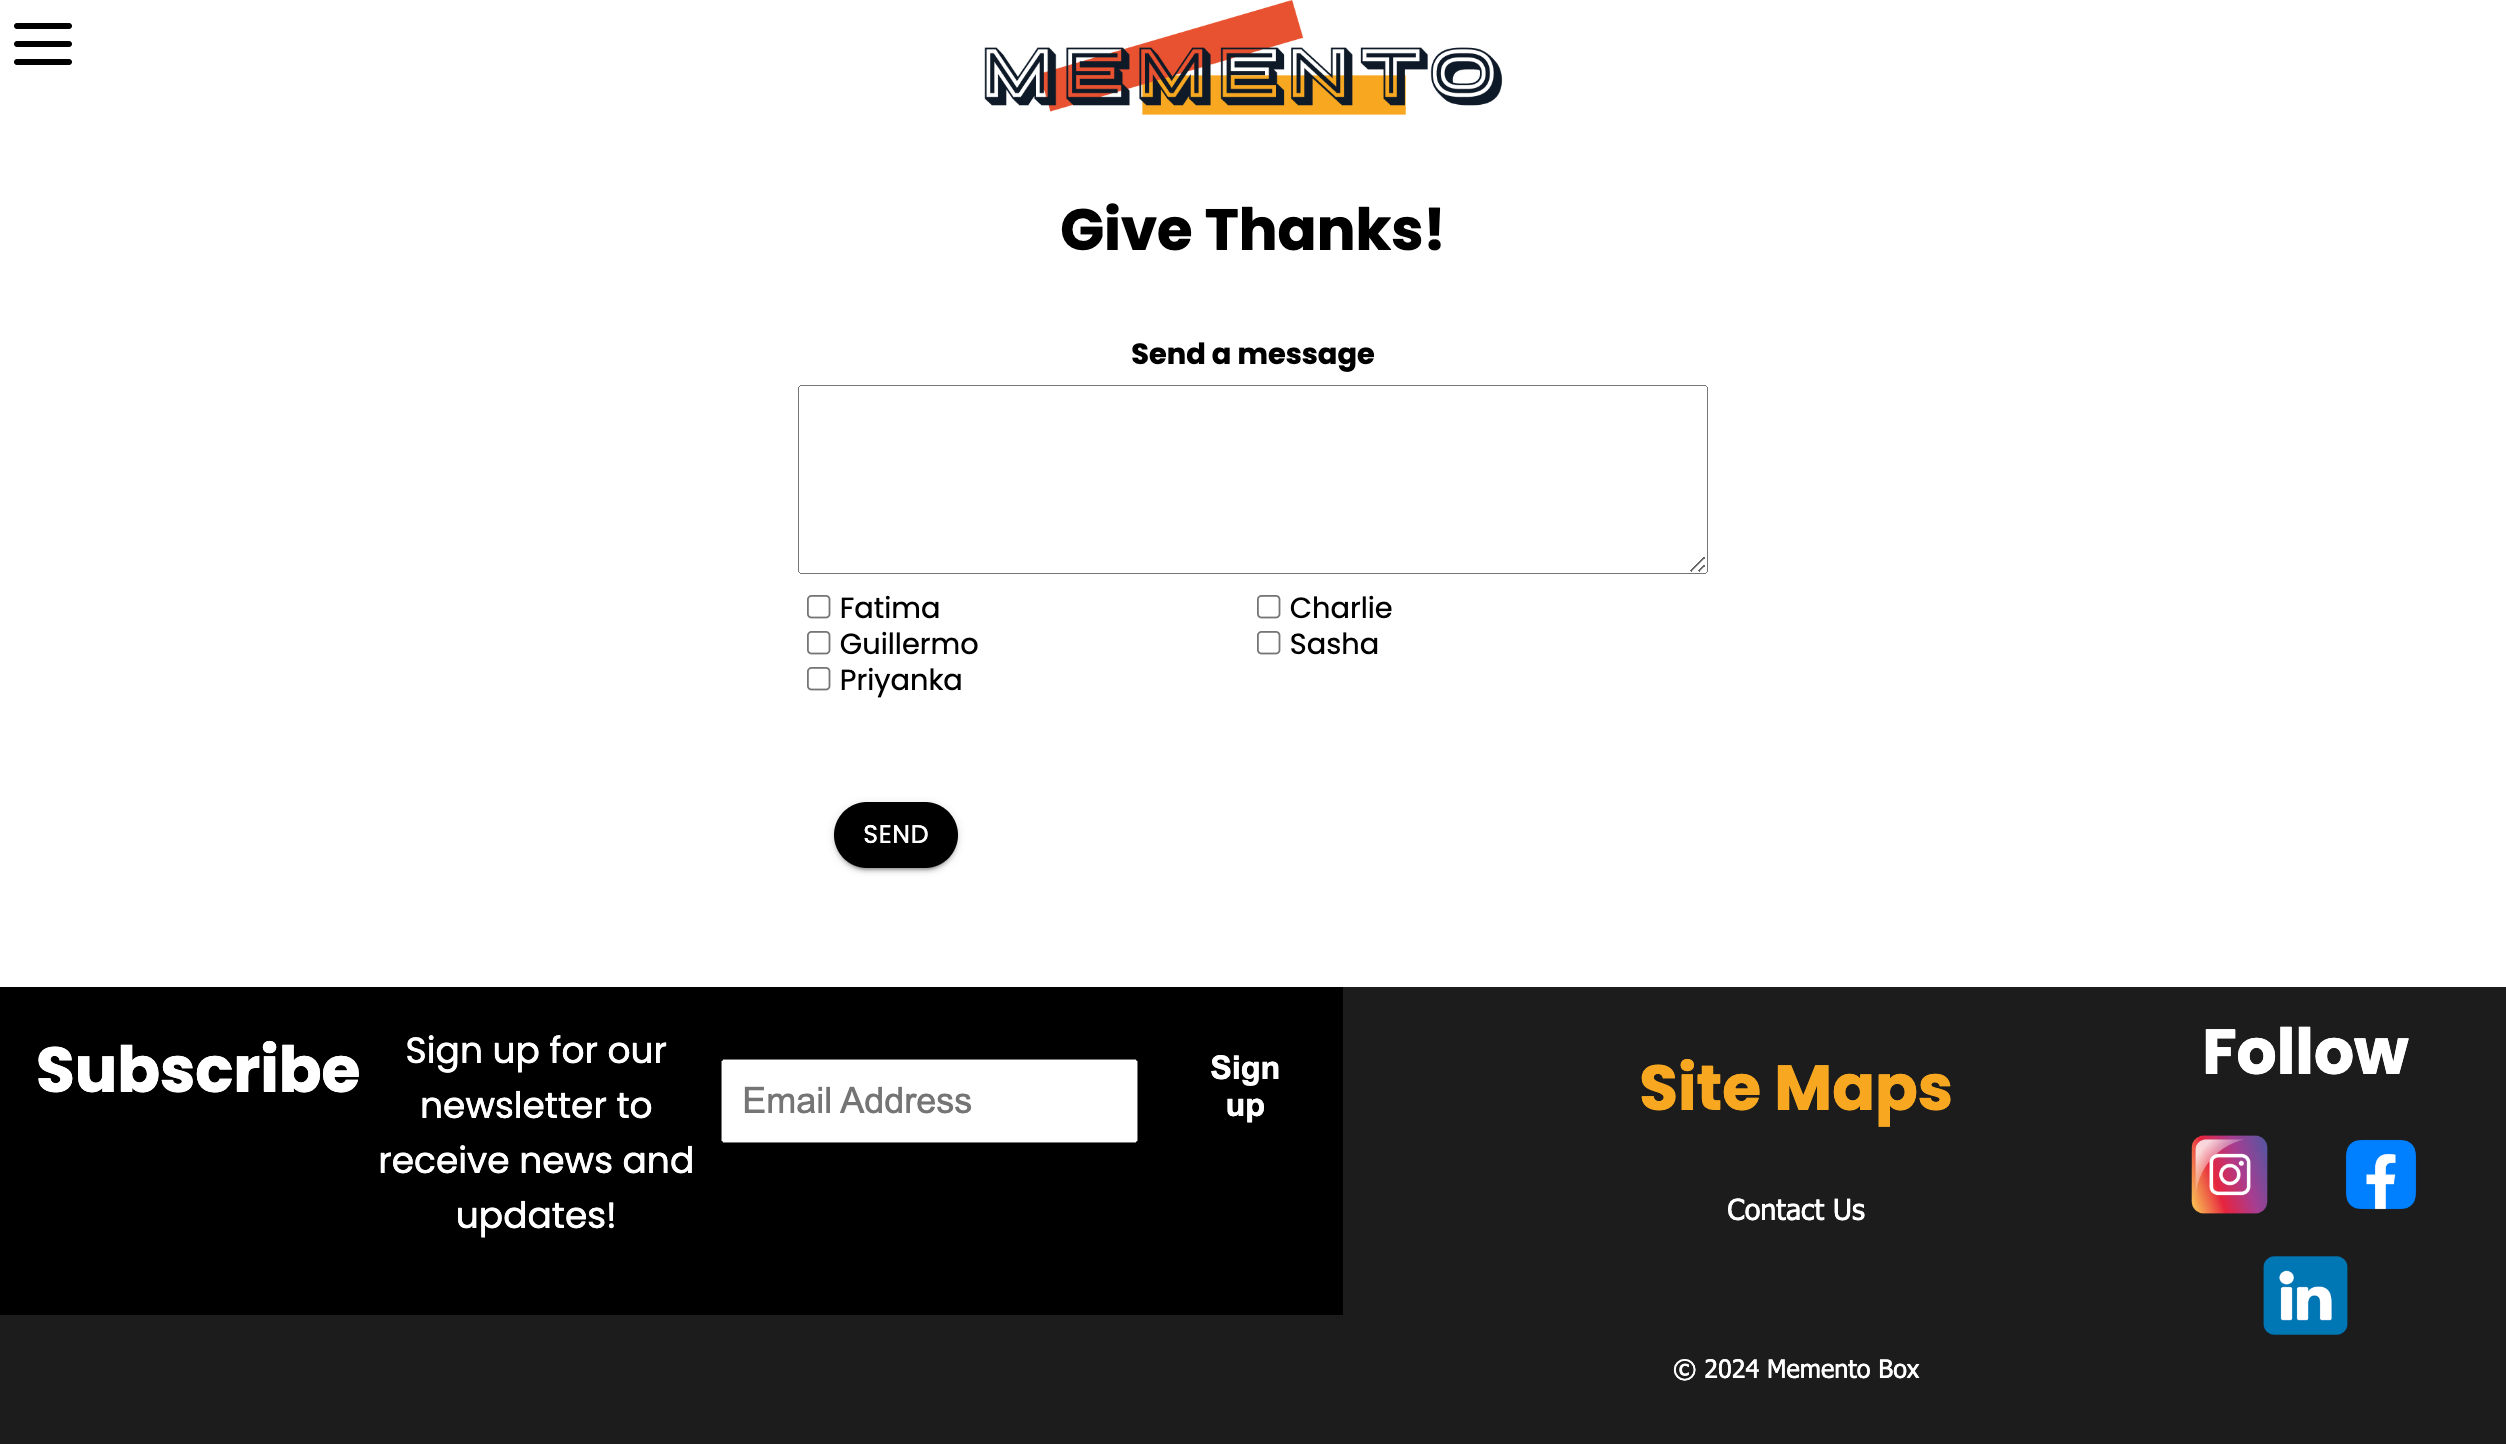 MEMENTO
Give Thanks!
Send a message
Fatima
Charlie
Guillermo
Sasha
Priyanka
SEND
Subscribe
Sign up for our
newsletter to
receive news and
updates!
Email Address
Sign
up
Site Maps
Contact Us
© 2024 Memento Box
Follow
in